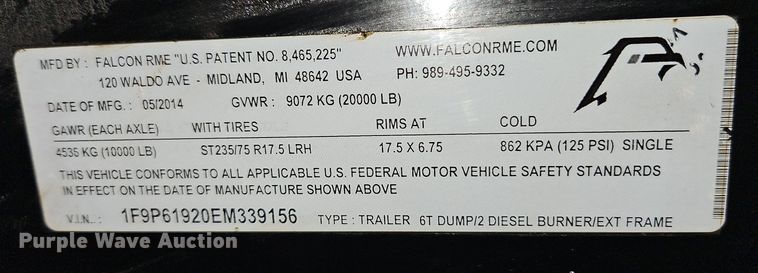 MFD BY : FALCON RME "U.S. PATENT NO. 8,465,225" WWW.FALCONRME.COM
120 WALDO AVE - MIDLAND, MI 48642 USA PH: 989-495-9332
DATE OF MFG. : 05/2014 GVWR : 9072 KG (20000 LB)
GAWR (EACH AXLE) WITH TIRES RIMS AT COLD
4535 KG (10000 LB) ST235/75 R17.5 LRH 17.5 X 6.75 862 KPA (125 PSI) SINGLE
THIS VEHICLE CONFORMS TO ALL APPLICABLE U.S. FEDERAL MOTOR VEHICLE SAFETY STANDARDS
IN EFFECT ON THE DATE OF MANUFACTURE SHOWN ABOVE
V.I.N.. : 1F9P61920EM339156 TYPE : TRAILER 6T DUMP/2 DIESEL BURNER/EXT FRAME
Purple Wave Auction